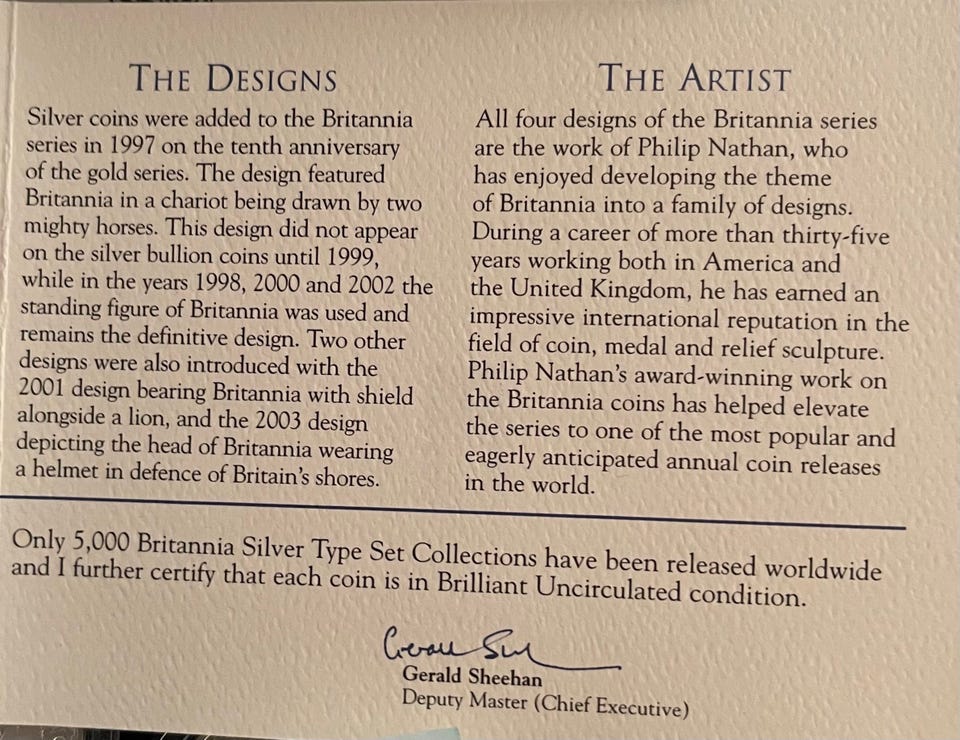 THE DESIGNS
Silver coins were added to the Britannia
series in 1997 on the tenth anniversary
of the gold series. The design featured
Britannia in a chariot being drawn by two
mighty horses. This design did not appear
on the silver bullion coins until 1999,
while in the years 1998, 2000 and 2002 the
standing figure of Britannia was used and
remains the definitive design. Two other
designs were also introduced with the
2001 design bearing Britannia with shield
alongside a lion, and the 2003 design
depicting the head of Britannia wearing
a helmet in defence of Britain's shores.
THE ARTIST
All four designs of the Britannia series
are the work of Philip Nathan, who
has enjoyed developing the theme
of Britannia into a family of designs.
During a career of more than thirty-five
years working both in America and
the United Kingdom, he has earned an
impressive international reputation in the
field of coin, medal and relief sculpture.
Philip Nathan's award-winning work on
the Britannia coins has helped elevate
the series to one of the most popular and
eagerly anticipated annual coin releases
in the world.
Only 5,000 Britannia Silver Type Set Collections have been released worldwide
and I further certify that each coin is in Brilliant Uncirculated condition.
Gerald Sheehan
Deputy Master (Chief Executive)